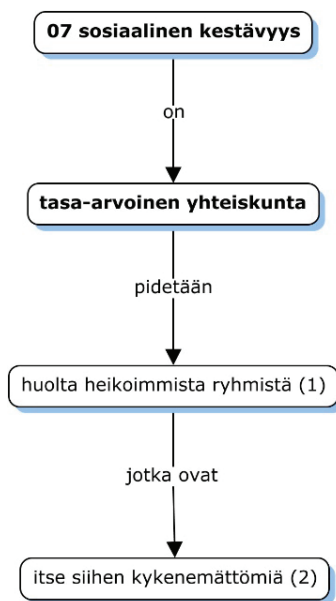 07 sosiaalinen kestävyys
on
tasa-arvoinen yhteiskunta
pidetään
huolta heikoimmista ryhmistä (1)
jotka ovat
itse siihen kykenemättömiä (2)